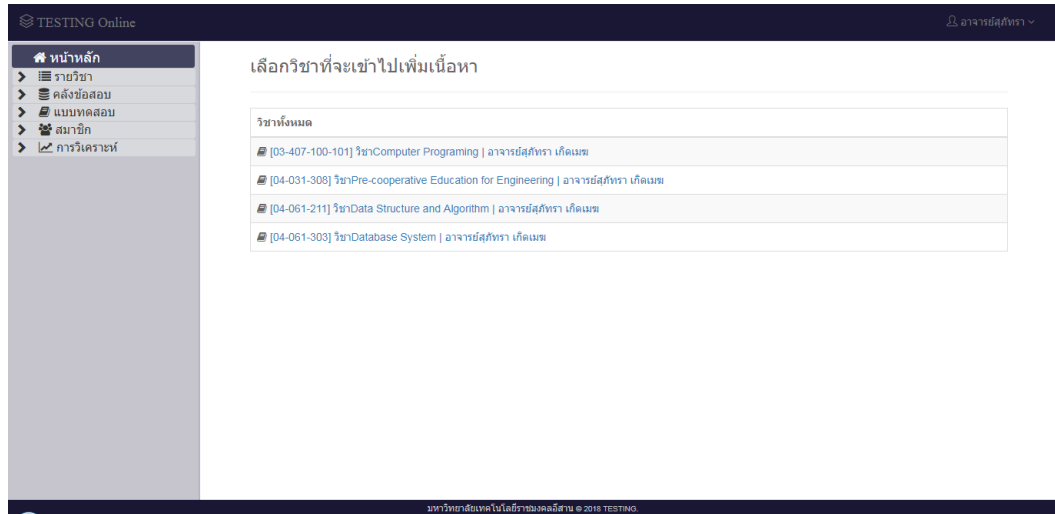 TESTING Online
อาจารย์สุภัทรา
หน้าหลัก
รายวิชา
คลังข้อสอบ
แบบทดสอบ
สมาชิก
การวิเคราะห์
เลือกวิชาที่จะเข้าไปเพิ่มเนื้อหา
วิชาทั้งหมด
[03-407-100-101] วิชาComputer Programing | อาจารย์สุภัทรา เกิดเมฆ
[04-031-308] วิชาPre-cooperative Education for Engineering | อาจารย์สุภัทรา เกิดเมฆ
[04-061-211] วิชาData Structure and Algorithm | อาจารย์สุภัทรา เกิดเมฆ
[04-061-303] วิชาDatabase System | อาจารย์สุภัทรา เกิดเมฆ
มหาวิทยาลัยเทคโนโลยีราชมงคลอีสาน © 2018 TESTING.